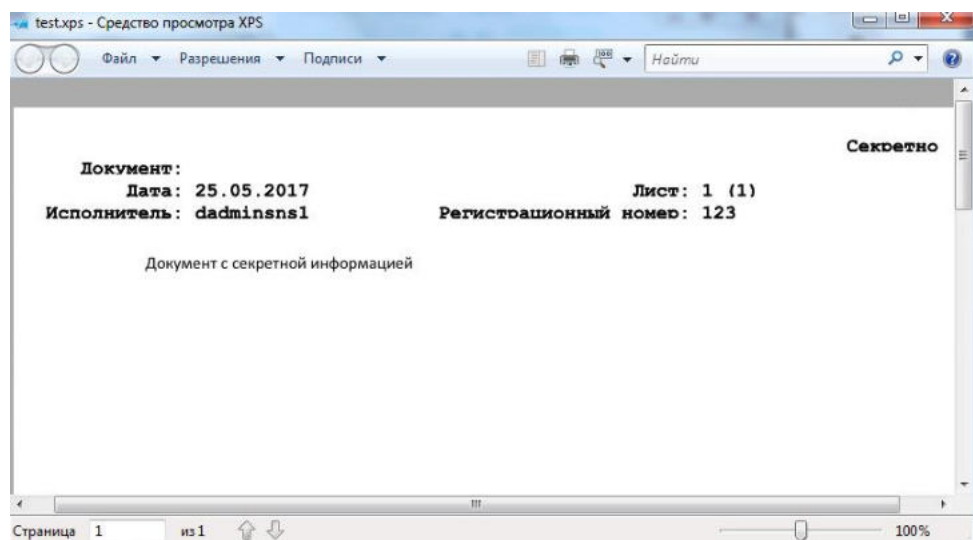 test.xps - Средство просмотра XPS
Файл Разрешения Подписи Найти
Секретно
Документ:
Дата: 25.05.2017 Лист: 1 (1)
Исполнитель: dadminsns1 Регистрационный номер: 123
Документ с секретной информацией
Страница 1 из 1 100%